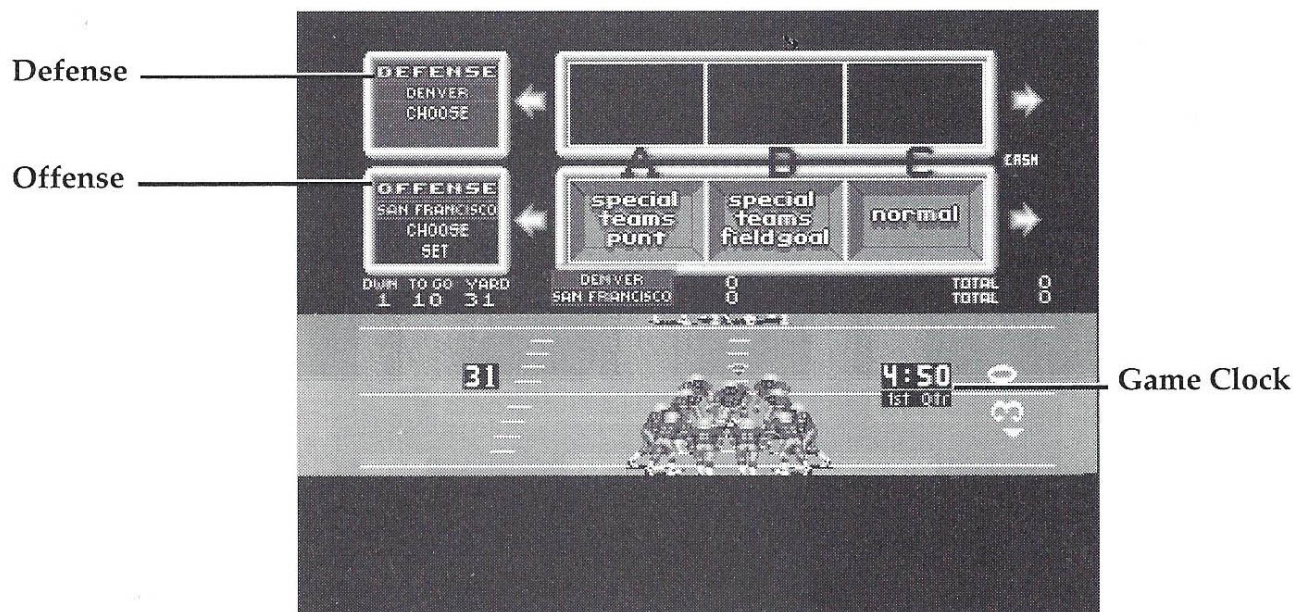 Defense
DEFENSE
DENVER
CHOOSE
A B C
CASH
Offense
OFFENSE
SAN FRANCISCO
CHOOSE
SET
special
teams
punt
special
teams
field goal
normal
DWN TO GO YARD
1 10 31
DENVER 0 TOTAL 0
SAN FRANCISCO 0 TOTAL 0
31
4:50
1st Qtr
Game Clock
0
3